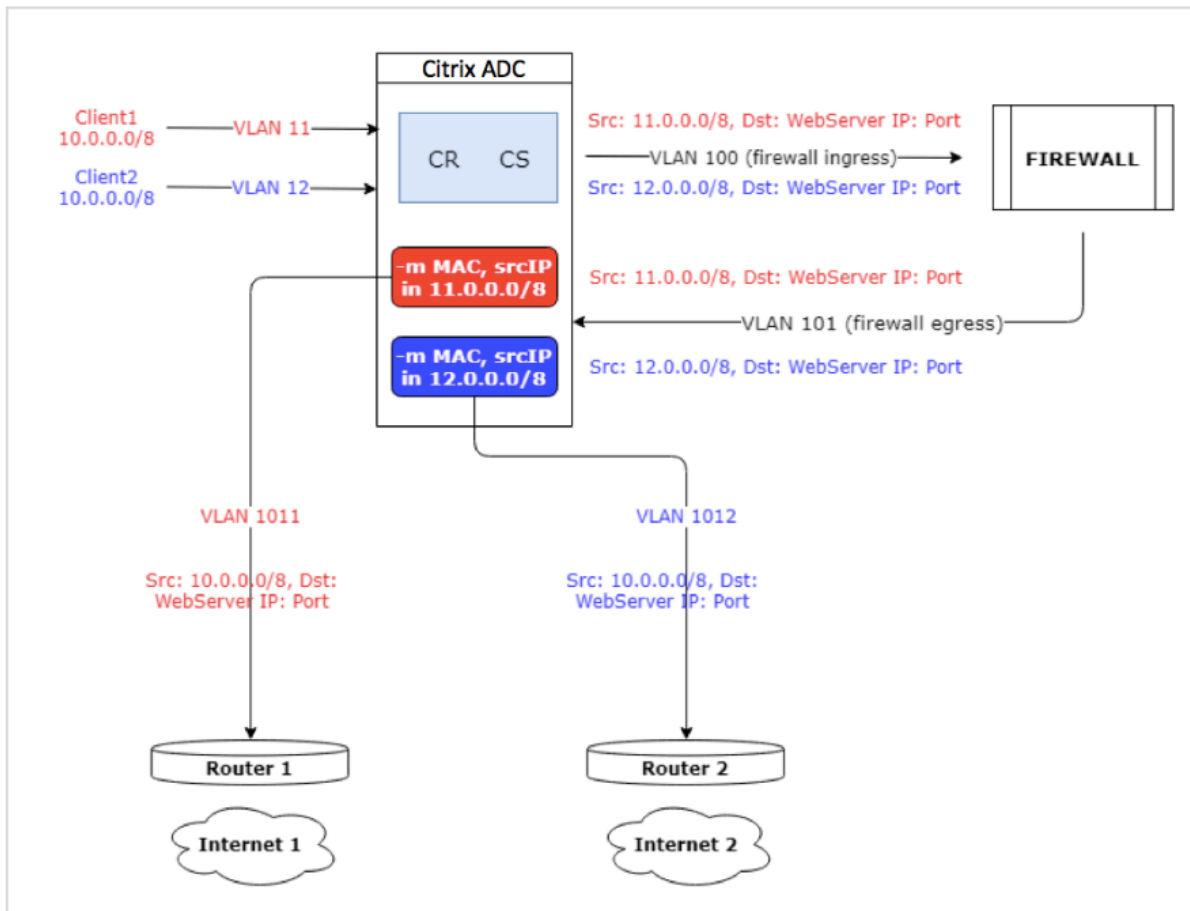 Citrix ADC
Client1
10.0.0.0/8
VLAN 11
Client2
10.0.0.0/8
VLAN 12
CR CS
Src: 11.0.0.0/8, Dst: WebServer IP: Port
VLAN 100 (firewall ingress)
Src: 12.0.0.0/8, Dst: WebServer IP: Port
FIREWALL
-m MAC, srcIP
in 11.0.0.0/8
Src: 11.0.0.0/8, Dst: WebServer IP: Port
VLAN 101 (firewall egress)
-m MAC, srcIP
in 12.0.0.0/8
Src: 12.0.0.0/8, Dst: WebServer IP: Port
VLAN 1011
VLAN 1012
Src: 10.0.0.0/8, Dst:
WebServer IP: Port
Src: 10.0.0.0/8, Dst:
WebServer IP: Port
Router 1
Router 2
Internet 1
Internet 2